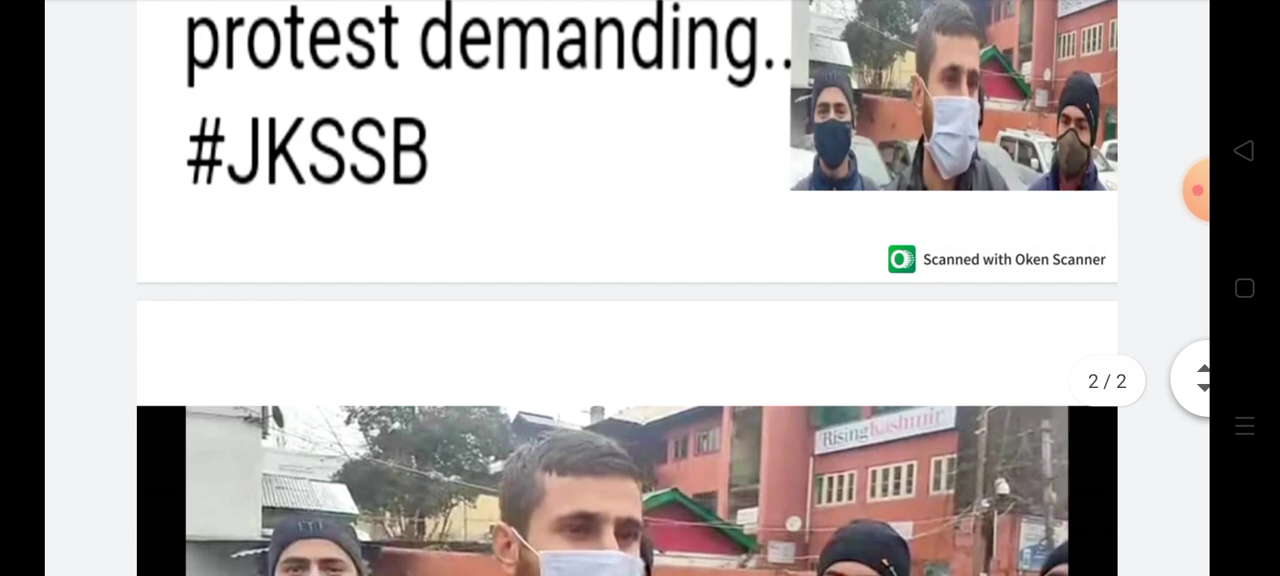 protest demanding..
#JKSSB
Scanned with Oken Scanner
2 / 2
Rising Kashmir